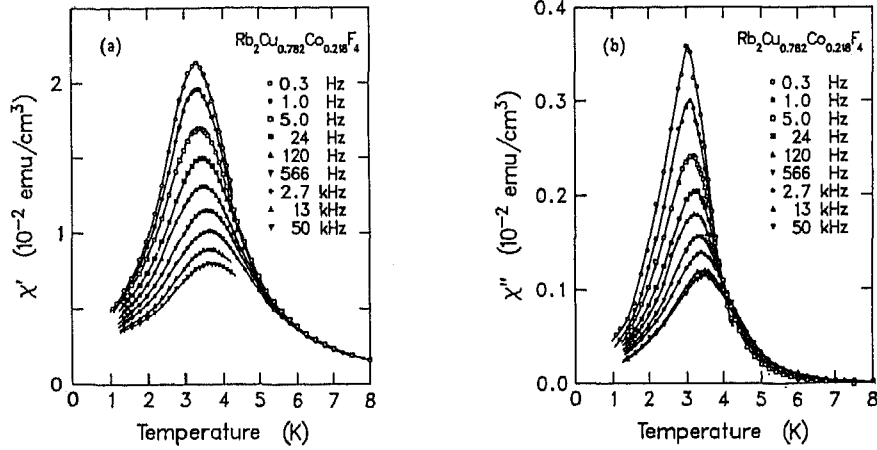 (a) Rb₂Cu₀.₇₈₂Co₀.₂₁₈F₄
0.3 Hz
1.0 Hz
5.0 Hz
24 Hz
120 Hz
566 Hz
2.7 kHz
13 kHz
50 kHz
χ′ (10⁻² emu/cm³)
2
1
0
0 1 2 3 4 5 6 7 8
Temperature (K)
(b) Rb₂Cu₀.₇₈₂Co₀.₂₁₈F₄
0.3 Hz
1.0 Hz
5.0 Hz
24 Hz
120 Hz
566 Hz
2.7 kHz
13 kHz
50 kHz
χ″ (10⁻² emu/cm³)
0.4
0.3
0.2
0.1
0.0
0 1 2 3 4 5 6 7 8
Temperature (K)